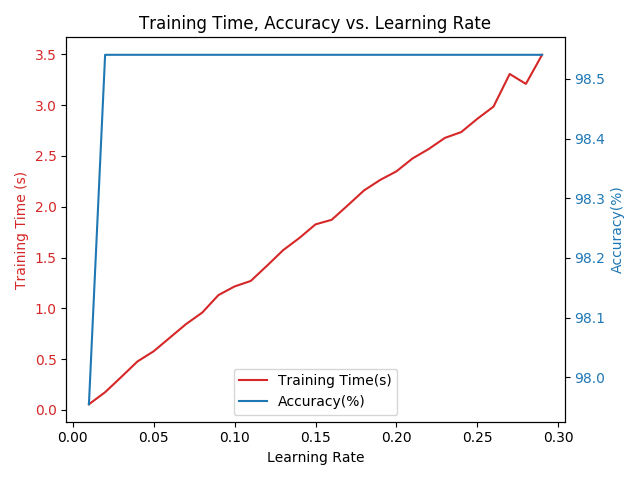 Training Time, Accuracy vs. Learning Rate
3.5
3.0
2.5
2.0
1.5
1.0
0.5
0.0
Training Time (s)
98.5
98.4
98.3
98.2
98.1
98.0
Accuracy(%)
Training Time(s)
Accuracy(%)
0.00 0.05 0.10 0.15 0.20 0.25 0.30
Learning Rate